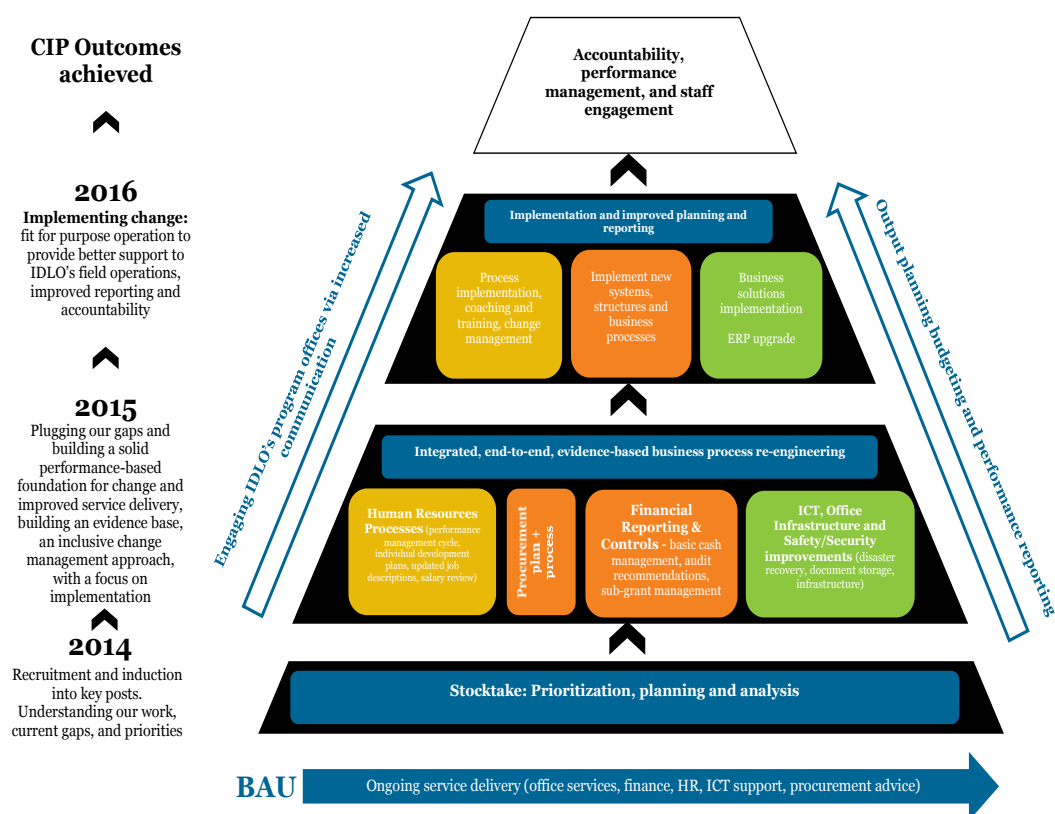 CIP Outcomes
achieved
2016
Implementing change:
fit for purpose operation to
provide better support to
IDLO's field operations,
improved reporting and
accountability
2015
Plugging our gaps and
building a solid
performance-based
foundation for change and
improved service delivery,
building an evidence base,
an inclusive change
management approach,
with a focus on
implementation
2014
Recruitment and induction
into key posts.
Understanding our work,
current gaps, and priorities
Engaging IDLO's program offices via increased
communication
Accountability,
performance
management, and staff
engagement
Implementation and improved planning and
reporting
Process
implementation,
coaching and
training, change
management
Implement new
systems,
structures and
business
processes
Business
solutions
implementation
ERP upgrade
Integrated, end-to-end, evidence-based business process re-engineering
Human Resources
Processes (performance
management cycle,
individual development
plans, updated job
descriptions, salary review)
Procurement
plan +
process
Financial
Reporting &
Controls - basic cash
management, audit
recommendations,
sub-grant management
ICT, Office
Infrastructure and
Safety/Security
improvements (disaster
recovery, document storage,
infrastructure)
Stocktake: Prioritization, planning and analysis
Output planning budgeting and performance reporting
BAU
Ongoing service delivery (office services, finance, HR, ICT support, procurement advice)